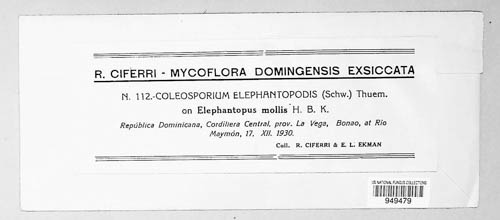 R. CIFERRI - MYCOFLORA DOMINGENSIS EXSICCATA
N. 112.-COLEOSPORIUM ELEPHANTOPODIS (Schw.) Thuem.
on Elephantopus mollis H. B. K.
República Dominicana, Cordillera Central, prov. La Vega, Bonao, at Río
Maymón, 17, XII. 1930.
Coll. R. CIFERRI & E. L. EKMAN
US NATIONAL FUNGUS COLLECTIONS
949479